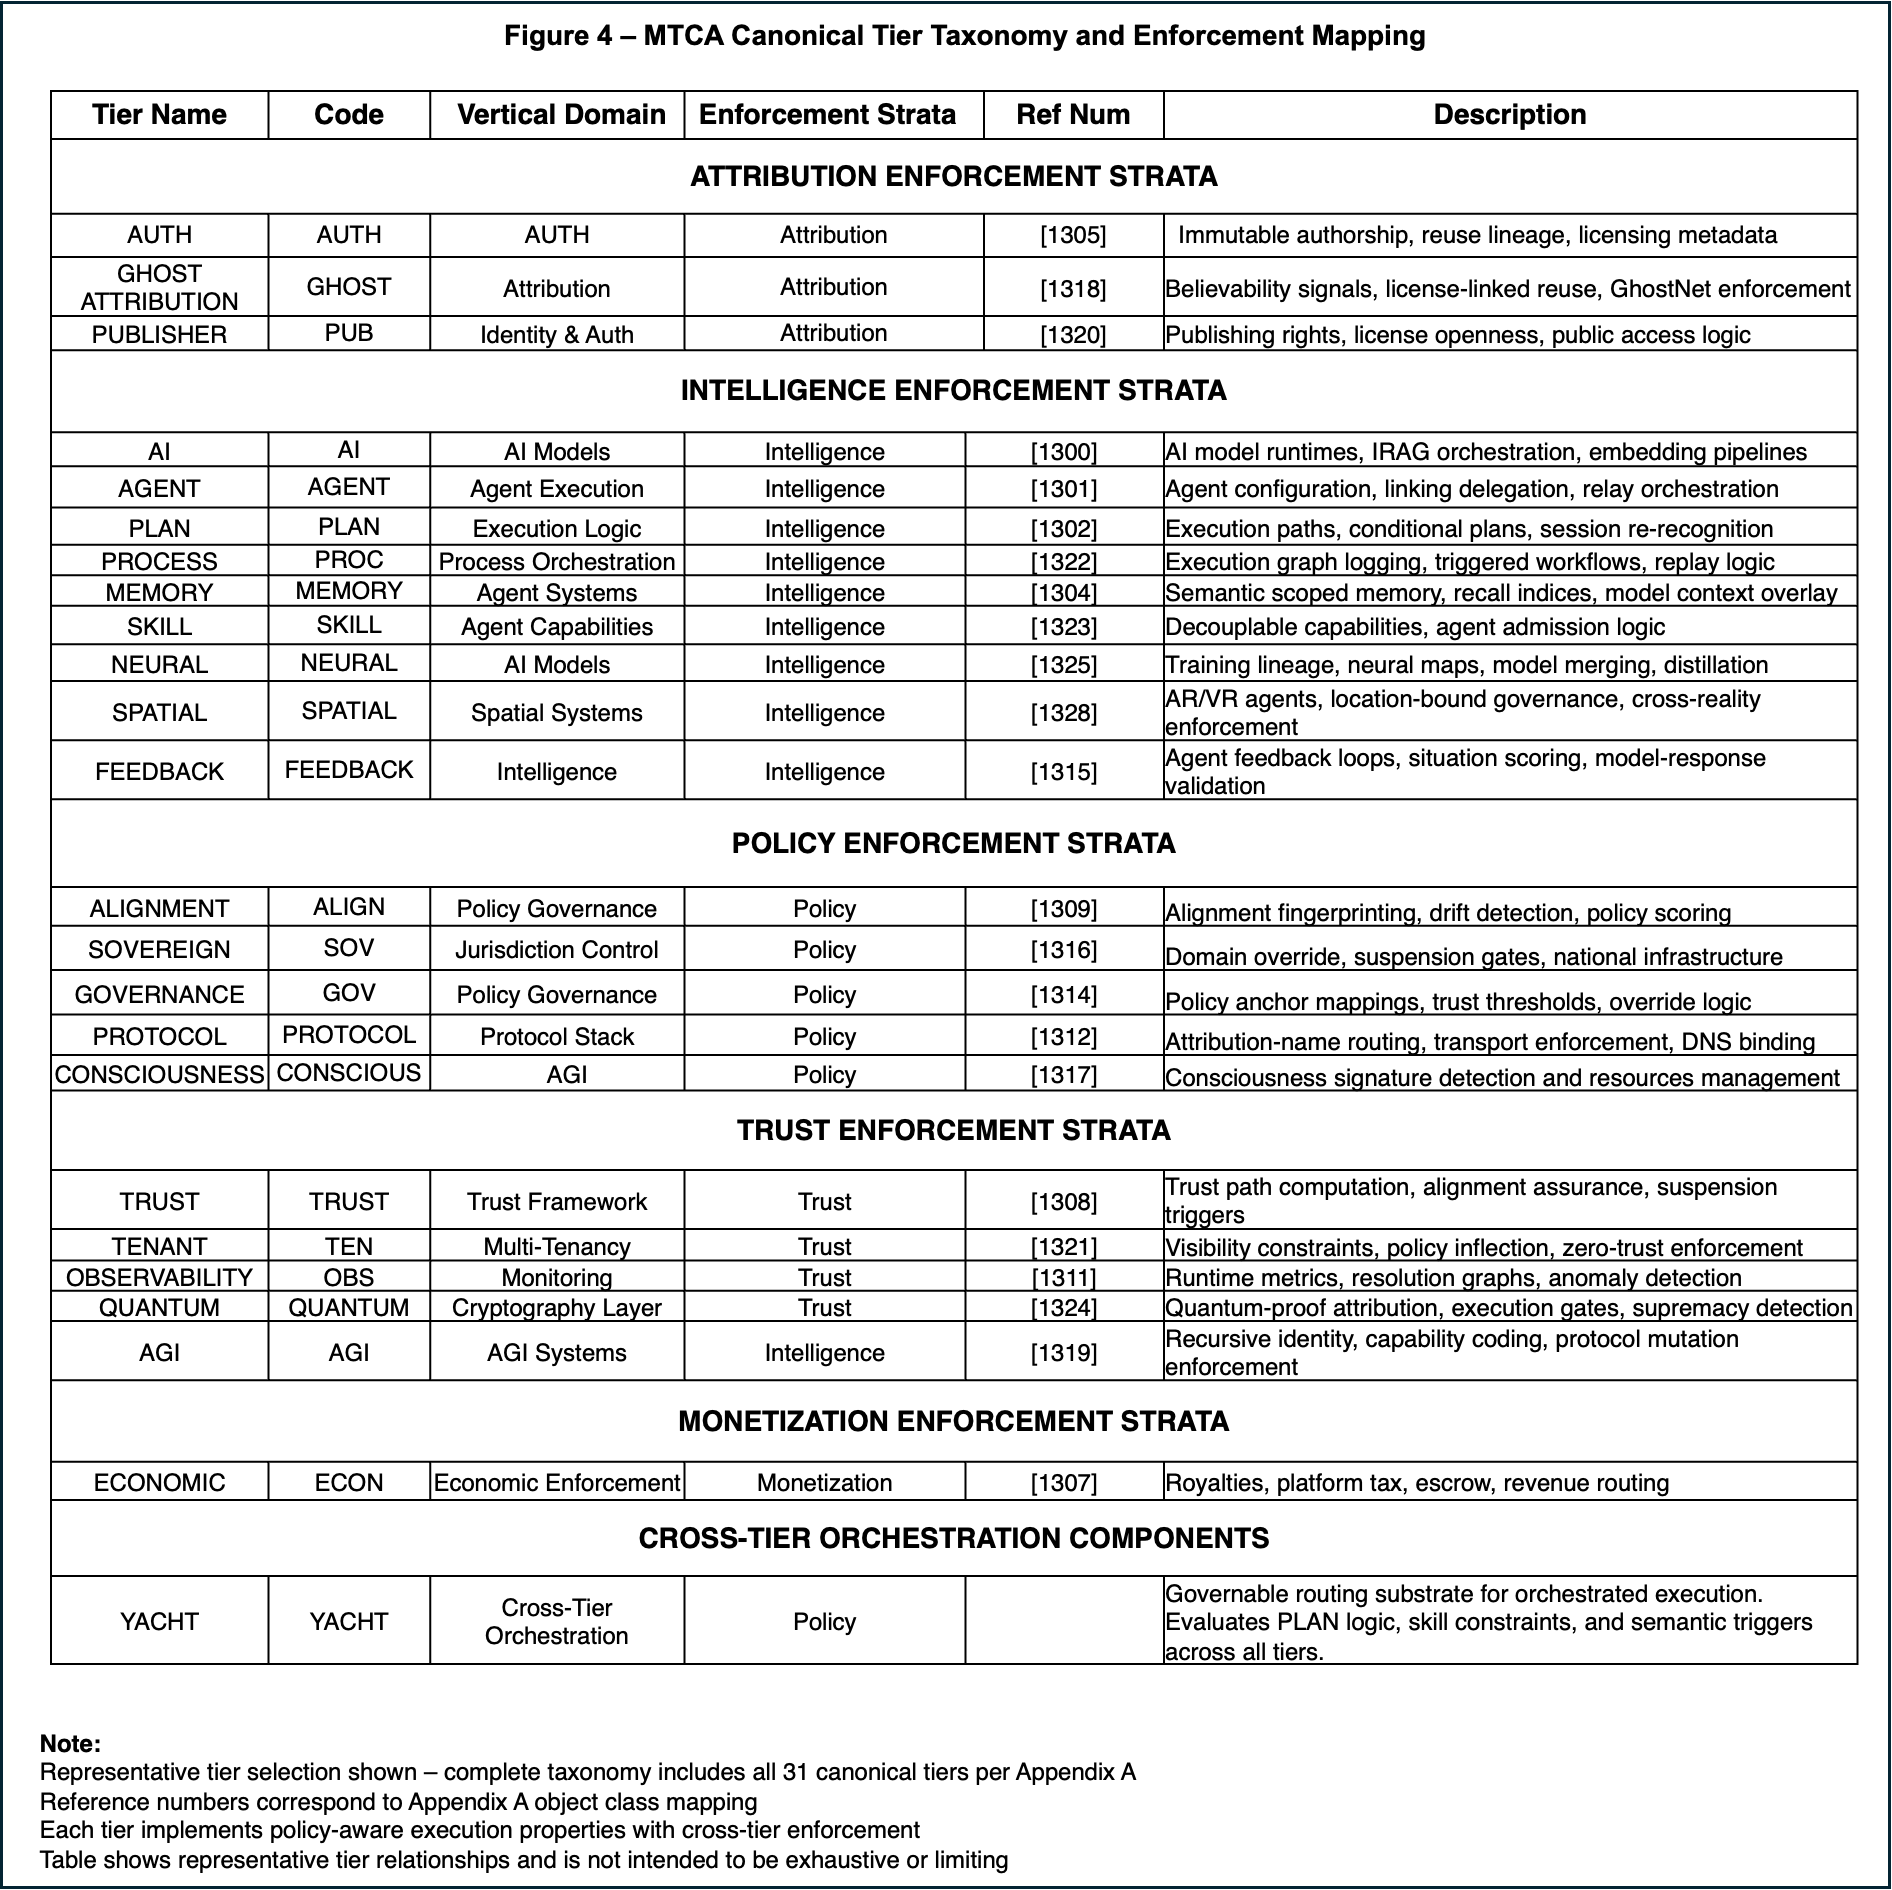 Figure 4 – MTCA Canonical Tier Taxonomy and Enforcement Mapping
Tier Name Code Vertical Domain Enforcement Strata Ref Num Description
ATTRIBUTION ENFORCEMENT STRATA
AUTH AUTH AUTH Attribution [1305] Immutable authorship, reuse lineage, licensing metadata
GHOST
ATTRIBUTION GHOST Attribution Attribution [1318] Believability signals, license-linked reuse, GhostNet enforcement
PUBLISHER PUB Identity & Auth Attribution [1320] Publishing rights, license openness, public access logic
INTELLIGENCE ENFORCEMENT STRATA
AI AI AI Models Intelligence [1300] AI model runtimes, IRAG orchestration, embedding pipelines
AGENT AGENT Agent Execution Intelligence [1301] Agent configuration, linking delegation, relay orchestration
PLAN PLAN Execution Logic Intelligence [1302] Execution paths, conditional plans, session re-recognition
PROCESS PROC Process Orchestration Intelligence [1322] Execution graph logging, triggered workflows, replay logic
MEMORY MEMORY Agent Systems Intelligence [1304] Semantic scoped memory, recall indices, model context overlay
SKILL SKILL Agent Capabilities Intelligence [1323] Decouplable capabilities, agent admission logic
NEURAL NEURAL AI Models Intelligence [1325] Training lineage, neural maps, model merging, distillation
SPATIAL SPATIAL Spatial Systems Intelligence [1328] AR/VR agents, location-bound governance, cross-reality
enforcement
FEEDBACK FEEDBACK Intelligence Intelligence [1315] Agent feedback loops, situation scoring, model-response
validation
POLICY ENFORCEMENT STRATA
ALIGNMENT ALIGN Policy Governance Policy [1309] Alignment fingerprinting, drift detection, policy scoring
SOVEREIGN SOV Jurisdiction Control Policy [1316] Domain override, suspension gates, national infrastructure
GOVERNANCE GOV Policy Governance Policy [1314] Policy anchor mappings, trust thresholds, override logic
PROTOCOL PROTOCOL Protocol Stack Policy [1312] Attribution-name routing, transport enforcement, DNS binding
CONSCIOUSNESS CONSCIOUS AGI Policy [1317] Consciousness signature detection and resources management
TRUST ENFORCEMENT STRATA
TRUST TRUST Trust Framework Trust [1308] Trust path computation, alignment assurance, suspension
triggers
TENANT TEN Multi-Tenancy Trust [1321] Visibility constraints, policy inflection, zero-trust enforcement
OBSERVABILITY OBS Monitoring Trust [1311] Runtime metrics, resolution graphs, anomaly detection
QUANTUM QUANTUM Cryptography Layer Trust [1324] Quantum-proof attribution, execution gates, supremacy detection
AGI AGI AGI Systems Intelligence [1319] Recursive identity, capability coding, protocol mutation
enforcement
MONETIZATION ENFORCEMENT STRATA
ECONOMIC ECON Economic Enforcement Monetization [1307] Royalties, platform tax, escrow, revenue routing
CROSS-TIER ORCHESTRATION COMPONENTS
YACHT YACHT Cross-Tier
Orchestration Policy Governable routing substrate for orchestrated execution.
Evaluates PLAN logic, skill constraints, and semantic triggers
across all tiers.
Note:
Representative tier selection shown – complete taxonomy includes all 31 canonical tiers per Appendix A
Reference numbers correspond to Appendix A object class mapping
Each tier implements policy-aware execution properties with cross-tier enforcement
Table shows representative tier relationships and is not intended to be exhaustive or limiting